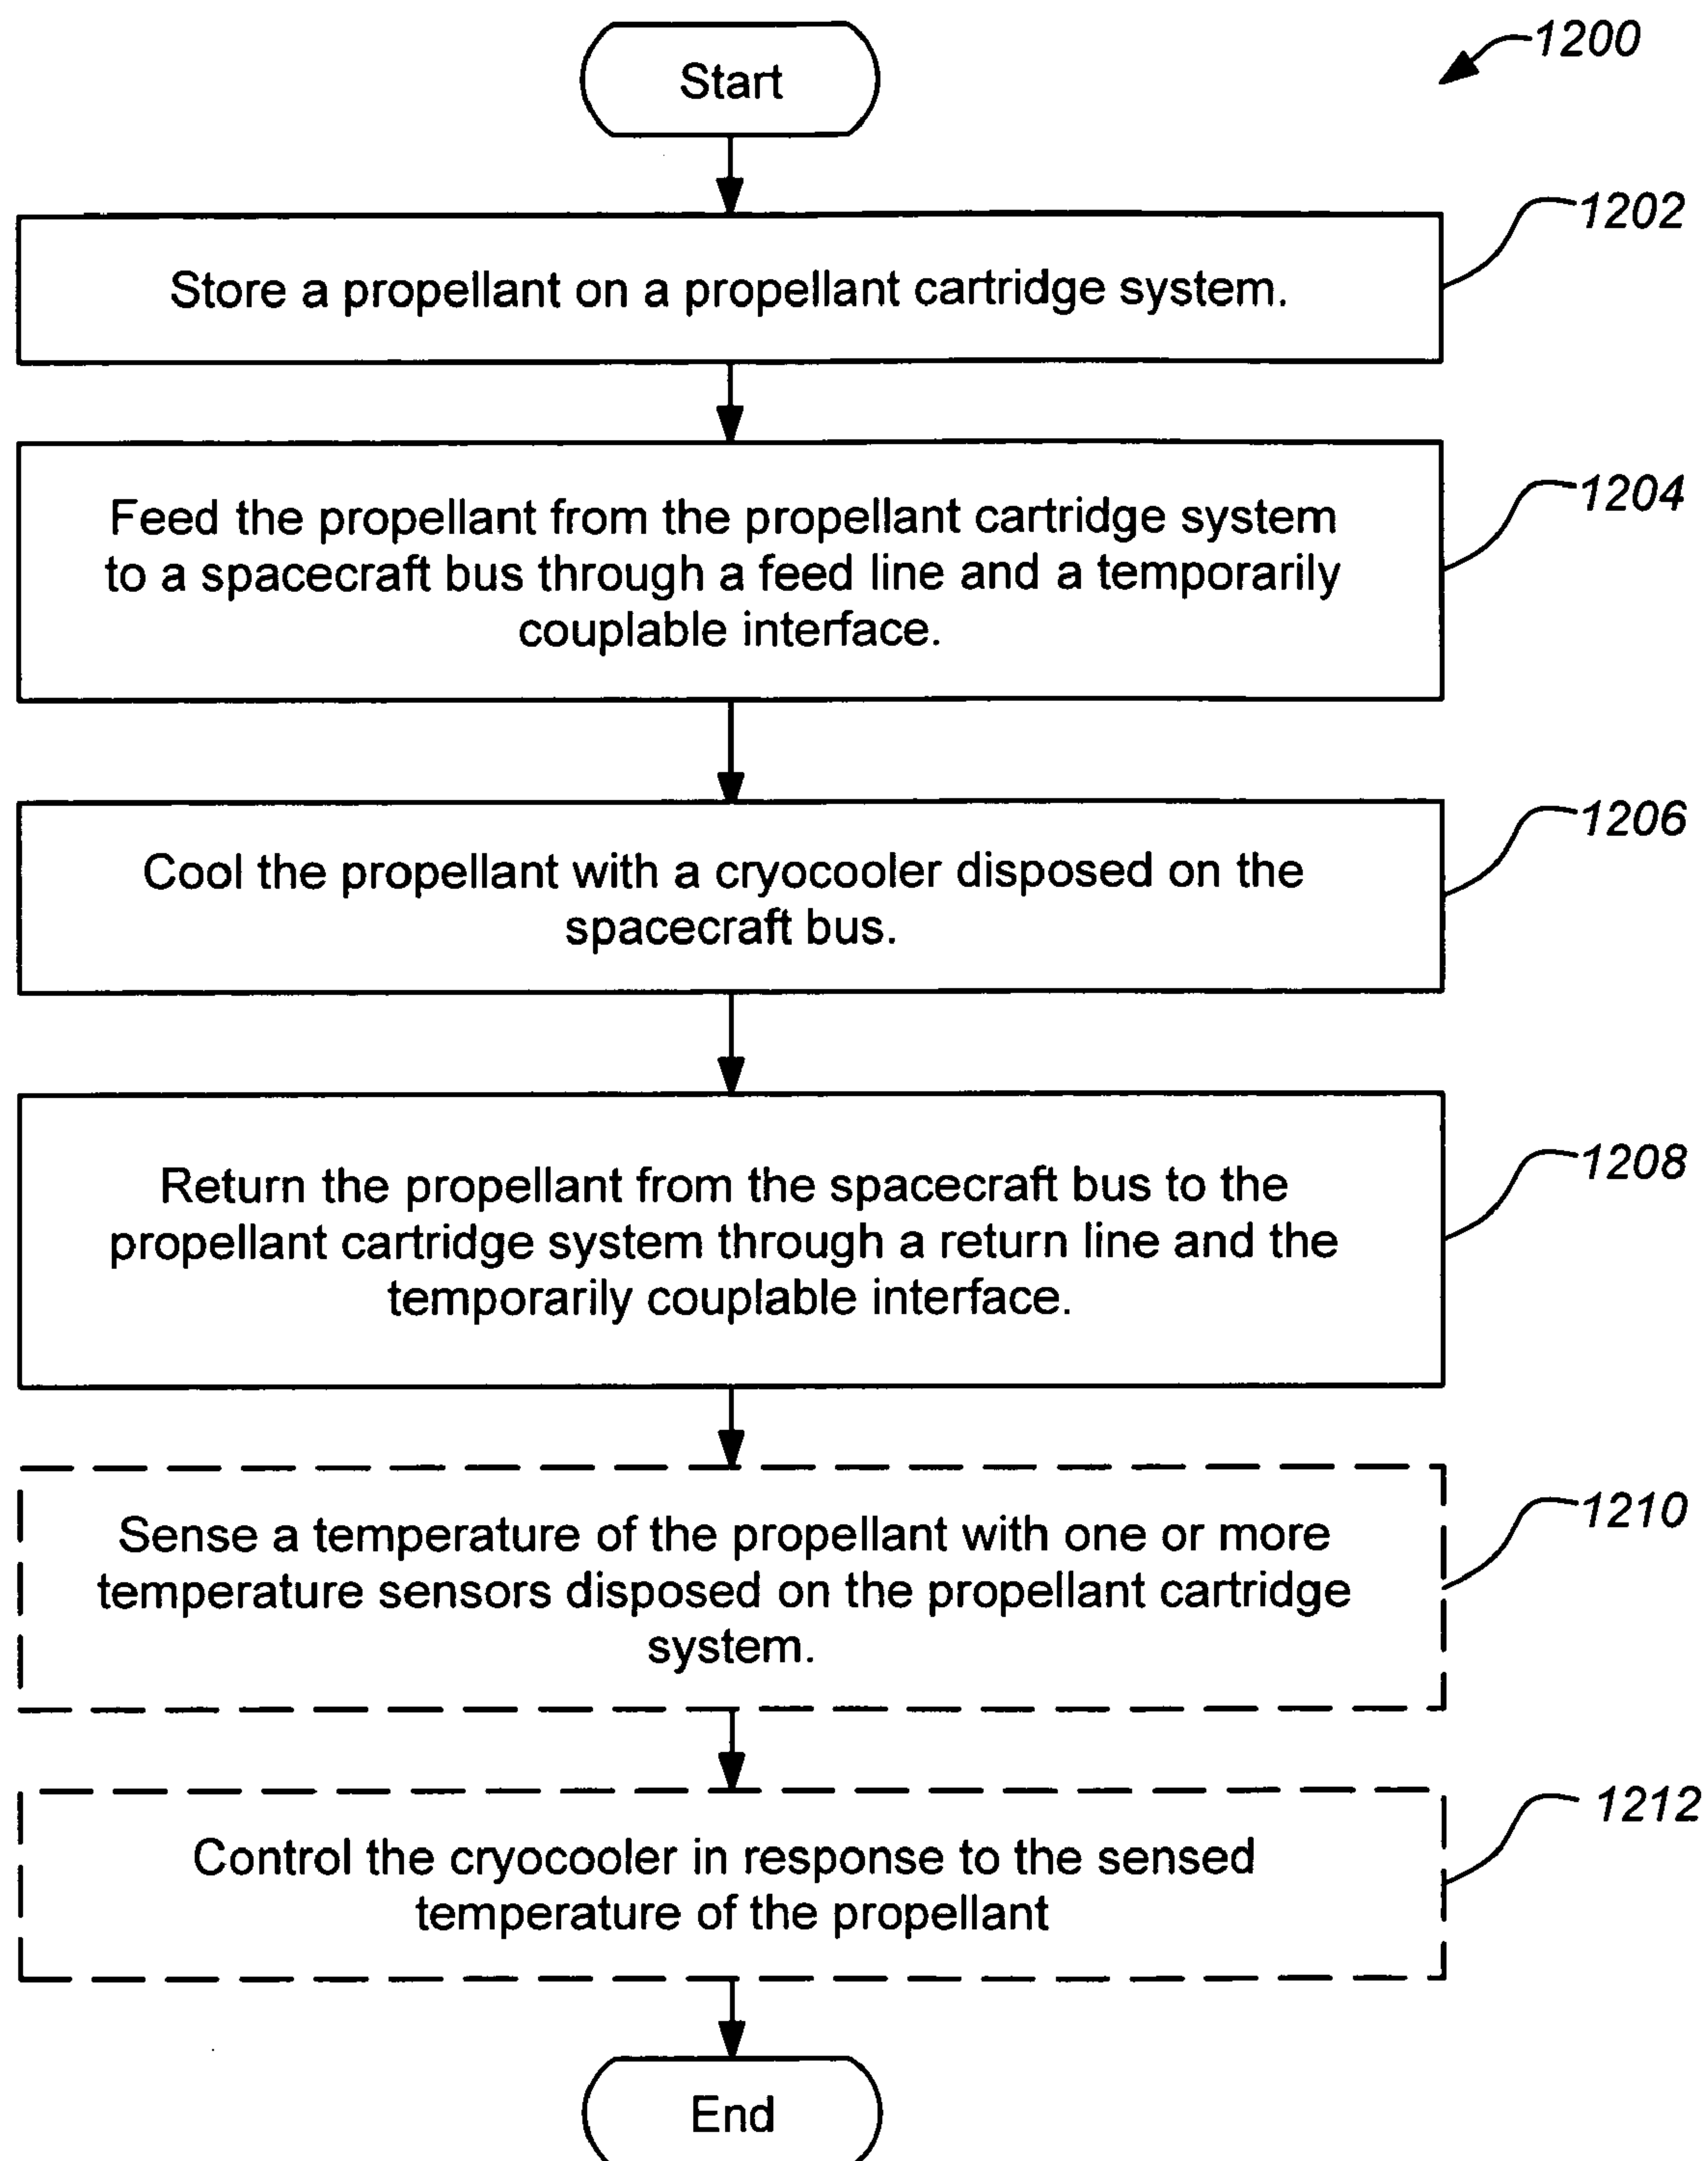 Start
1200
Store a propellant on a propellant cartridge system.
1202
Feed the propellant from the propellant cartridge system
to a spacecraft bus through a feed line and a temporarily
couplable interface.
1204
Cool the propellant with a cryocooler disposed on the
spacecraft bus.
1206
Return the propellant from the spacecraft bus to the
propellant cartridge system through a return line and the
temporarily couplable interface.
1208
Sense a temperature of the propellant with one or more
temperature sensors disposed on the propellant cartridge
system.
1210
Control the cryocooler in response to the sensed
temperature of the propellant
1212
End